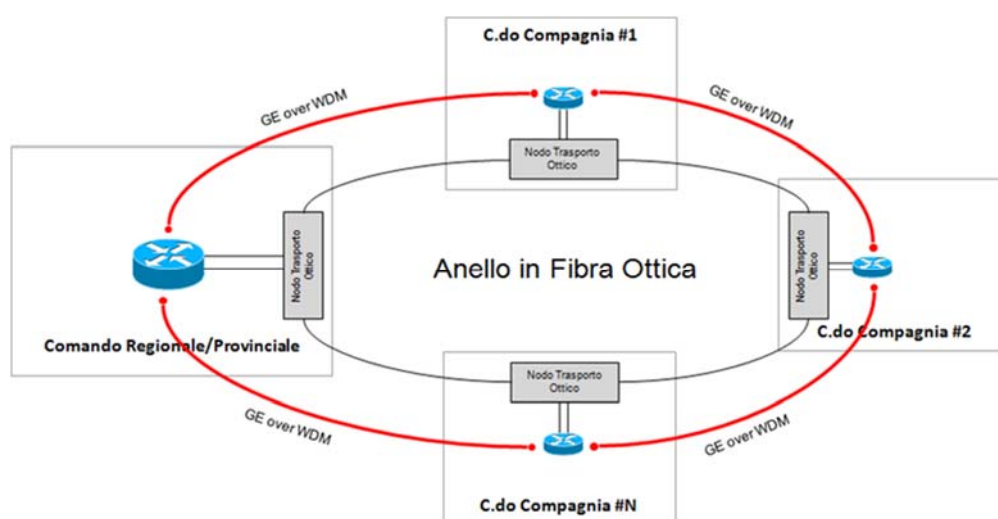 C.do Compagnia #1
GE over WDM
GE over WDM
Nodo Trasporto
Ottico
Nodo Trasporto
Ottico
Anello in Fibra Ottica
Nodo Trasporto
Ottico
Comando Regionale/Provinciale
C.do Compagnia #2
Nodo Trasporto
Ottico
GE over WDM
GE over WDM
C.do Compagnia #N